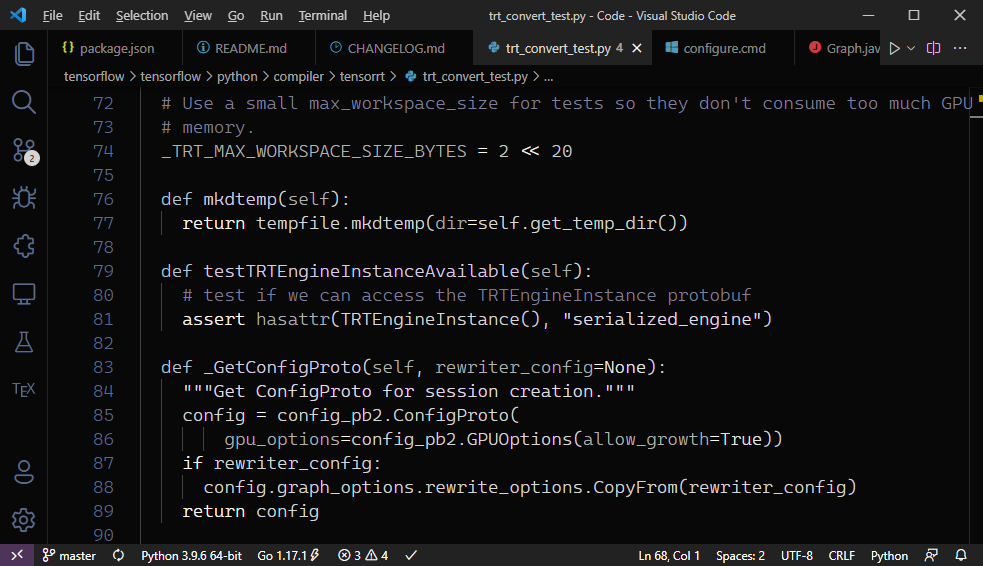 File Edit Selection View Go Run Terminal Help trt_convert_test.py - Code - Visual Studio Code
{} package.json README.md CHANGELOG.md trt_convert_test.py 4 configure.cmd Graph.jav
tensorflow > tensorflow > python > compiler > tensorrt > trt_convert_test.py > ...
72 # Use a small max_workspace_size for tests so they don't consume too much GPU
73 # memory.
74 _TRT_MAX_WORKSPACE_SIZE_BYTES = 2 << 20
75
76 def mkdtemp(self):
77 return tempfile.mkdtemp(dir=self.get_temp_dir())
78
79 def testTRTEngineInstanceAvailable(self):
80 # test if we can access the TRTEngineInstance protobuf
81 assert hasattr(TRTEngineInstance(), "serialized_engine")
82
83 def _GetConfigProto(self, rewriter_config=None):
84 """Get ConfigProto for session creation."""
85 config = config_pb2.ConfigProto(
86 gpu_options=config_pb2.GPUOptions(allow_growth=True))
87 if rewriter_config:
88 config.graph_options.rewrite_options.CopyFrom(rewriter_config)
89 return config
90
2
TEX
master Python 3.9.6 64-bit Go 1.17.1 3 4 Ln 68, Col 1 Spaces: 2 UTF-8 CRLF Python